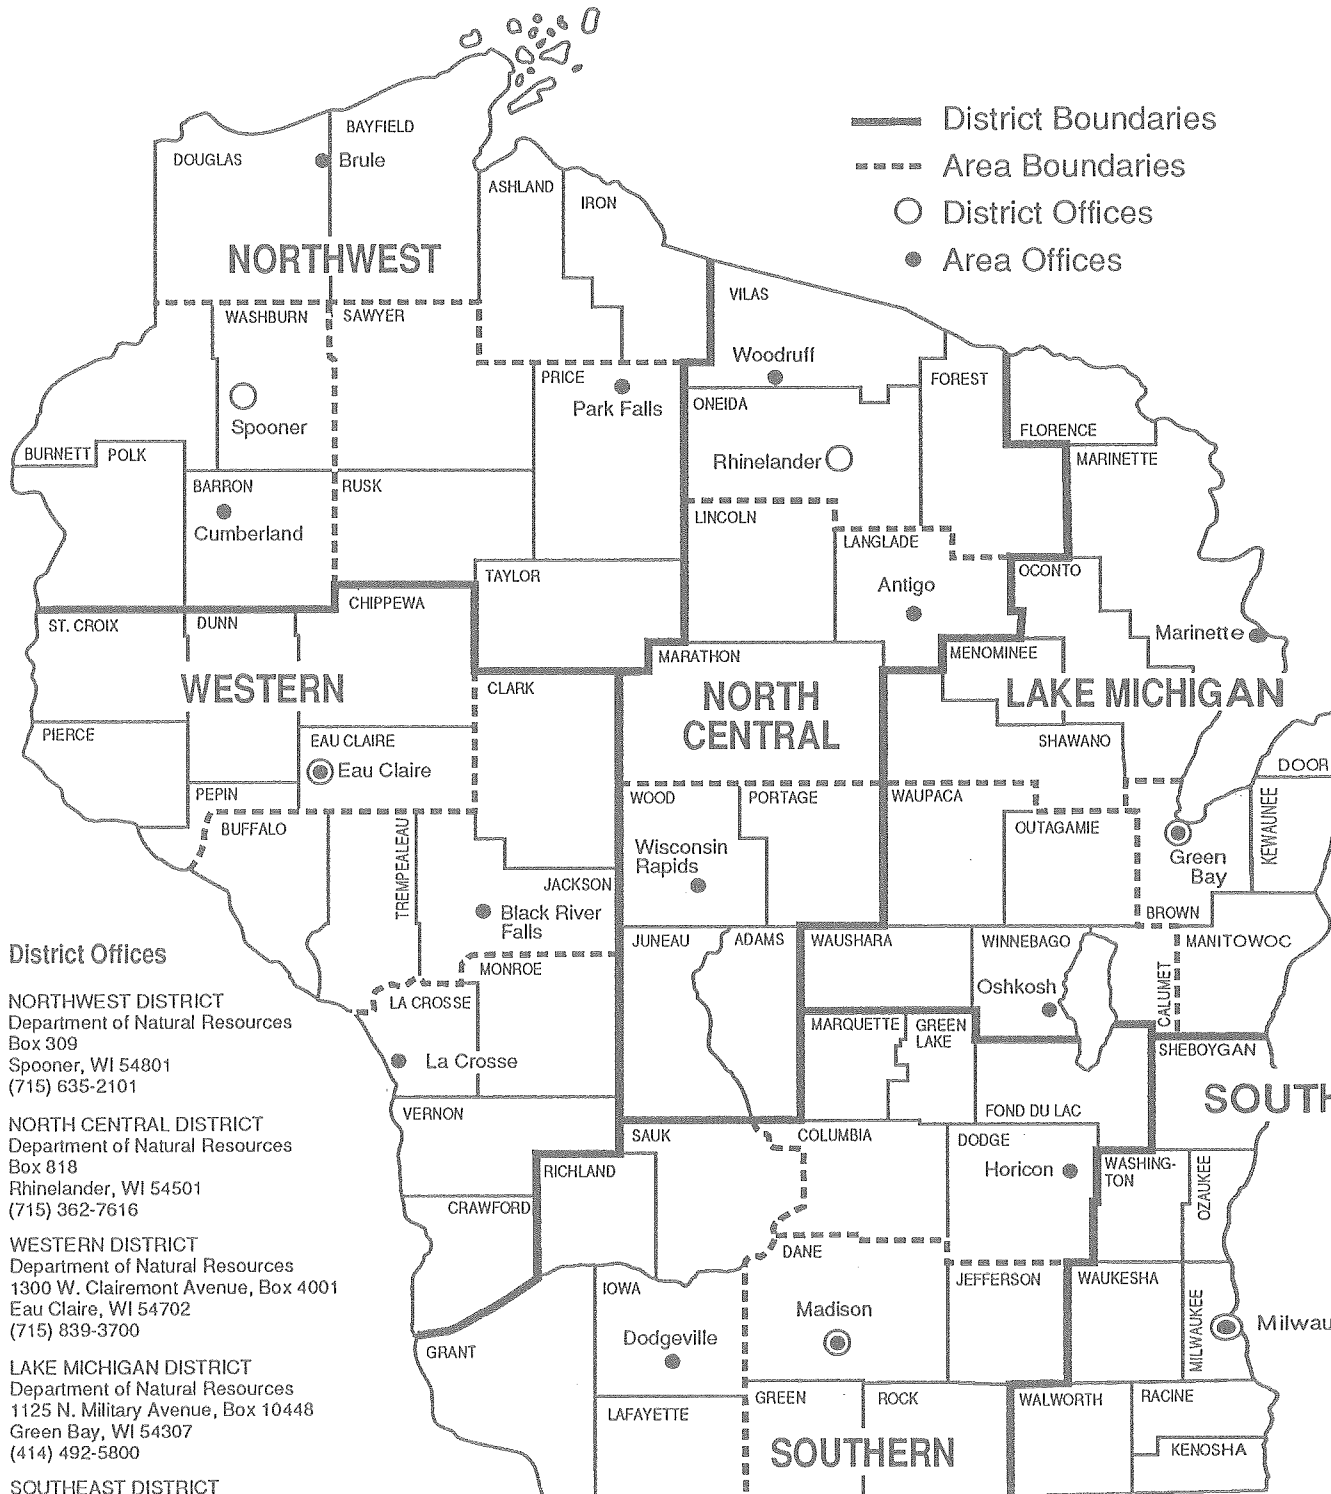 District Boundaries
Area Boundaries
District Offices
Area Offices
BAYFIELD
DOUGLAS
Brule
ASHLAND
IRON
NORTHWEST
VILAS
WASHBURN
SAWYER
Woodruff
PRICE
FOREST
Park Falls
ONEIDA
Spooner
FLORENCE
BURNETT
POLK
MARINETTE
Rhinelander
BARRON
RUSK
LINCOLN
Cumberland
LANGLADE
TAYLOR
OCONTO
Antigo
CHIPPEWA
ST. CROIX
DUNN
Marinette
MARATHON
MENOMINEE
WESTERN
CLARK
NORTH
CENTRAL
LAKE MICHIGAN
PIERCE
EAU CLAIRE
SHAWANO
Eau Claire
DOOR
PEPIN
WOOD
PORTAGE
WAUPACA
KEWAUNEE
BUFFALO
TREMPEALEAU
OUTAGAMIE
Wisconsin
Rapids
Green
Bay
JACKSON
Black River
Falls
BROWN
JUNEAU
ADAMS
WAUSHARA
WINNEBAGO
MANITOWOC
MONROE
CALUMET
Oshkosh
LA CROSSE
MARQUETTE
GREEN
LAKE
SHEBOYGAN
La Crosse
SOUTH
VERNON
FOND DU LAC
SAUK
COLUMBIA
DODGE
RICHLAND
Horicon
WASHING-
TON
OZAUKEE
CRAWFORD
DANE
JEFFERSON
WAUKESHA
IOWA
Madison
MILWAUKEE
Milwau
Dodgeville
GRANT
GREEN
ROCK
WALWORTH
RACINE
LAFAYETTE
SOUTHERN
KENOSHA
District Offices
NORTHWEST DISTRICT
Department of Natural Resources
Box 309
Spooner, WI 54801
(715) 635-2101
NORTH CENTRAL DISTRICT
Department of Natural Resources
Box 818
Rhinelander, WI 54501
(715) 362-7616
WESTERN DISTRICT
Department of Natural Resources
1300 W. Clairemont Avenue, Box 4001
Eau Claire, WI 54702
(715) 839-3700
LAKE MICHIGAN DISTRICT
Department of Natural Resources
1125 N. Military Avenue, Box 10448
Green Bay, WI 54307
(414) 492-5800
SOUTHEAST DISTRICT